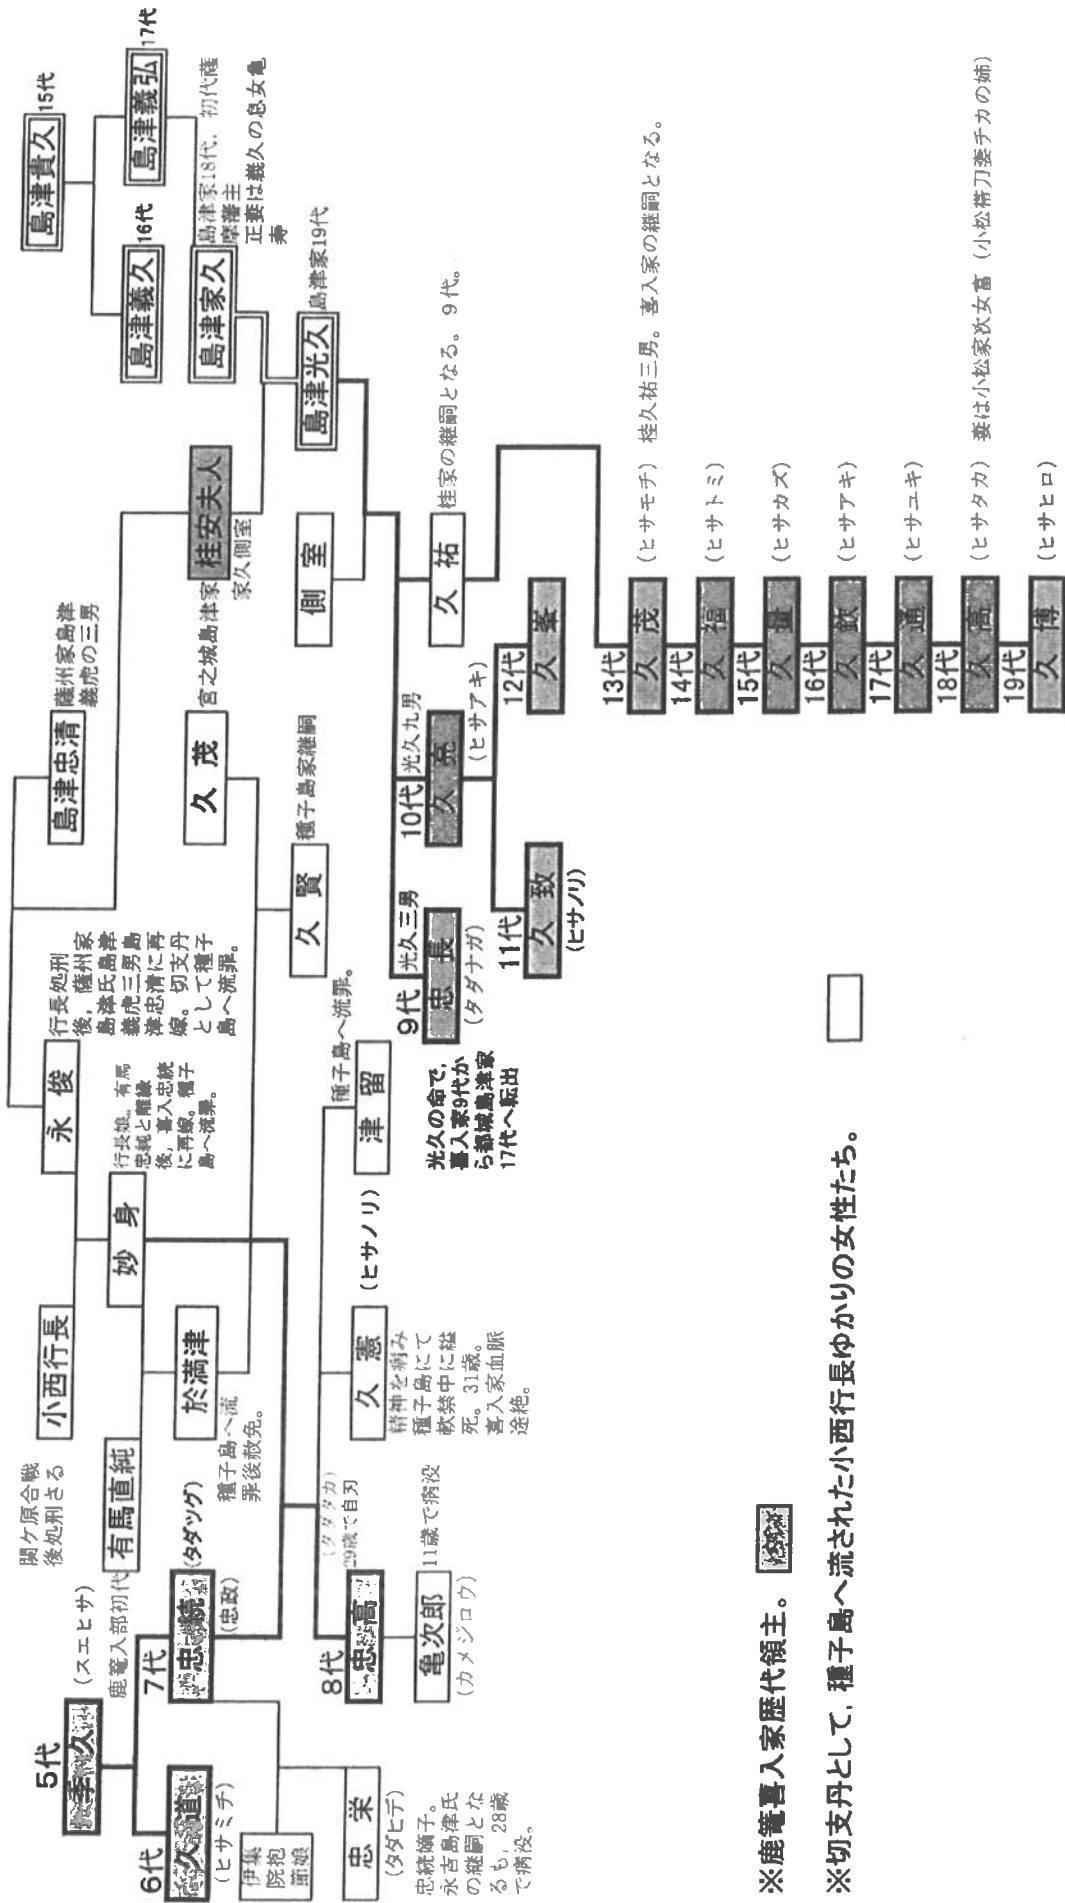 5代
季久
(スエヒサ)
鹿篭入部初代
6代
久道
(ヒサミチ)
7代
忠続
(タダツグ)
(忠政)
伊集
院抱
節娘
忠栄
(タダヒデ)
忠続嫡子。
永吉島津氏
の継嗣とな
るも、28歳
で病没。
8代
忠高
(タダタカ)
29歳で自刃
亀次郎
11歳で病没
(カメジロウ)
関ケ原合戦
後処刑さる
小西行長
有馬直純
於満津
種子島へ流
罪後赦免。
久憲
(ヒサノリ)
精神を病み
種子島にて
軟禁中に縊
死。31歳。
喜入家血脈
途絶。
永俊
行長処刑
後,薩州家
島津氏島津
義虎三男島
津忠清に再
嫁。切支丹
として種子
島へ流罪。
妙身
行長娘。有馬
忠純と離縁
後,喜入忠続
に再嫁。種子
島へ流罪。
津留
種子島へ流罪。
島津忠清
薩州家島津
義虎の三男
久茂
宮之城島津家
久賢
種子島家継嗣
桂安夫人
家久側室
側室
島津貴久
15代
島津義久
16代
島津義弘
17代
島津家久
島津家18代,初代薩
摩藩主
正妻は義久の息女亀
寿
島津光久
島津家19代
9代
光久三男
忠長
(タダナガ)
光久の命で,
喜入家9代か
ら都城島津家
17代へ転出
10代
光久九男
久亮
(ヒサアキ)
久祐
桂家の継嗣となる。9代。
11代
久致
(ヒサノリ)
12代
久峯
13代
久茂
(ヒサモチ) 桂久祐三男。喜入家の継嗣となる。
14代
久福
(ヒサトミ)
15代
久量
(ヒサカズ)
16代
久欽
(ヒサアキ)
17代
久通
(ヒサユキ)
18代
久高
(ヒサタカ) 妻は小松家次女富(小松帯刀妻チカの姉)
19代
久博
(ヒサヒロ)
※鹿篭喜入家歴代領主。
※切支丹として,種子島へ流された小西行長ゆかりの女性たち。